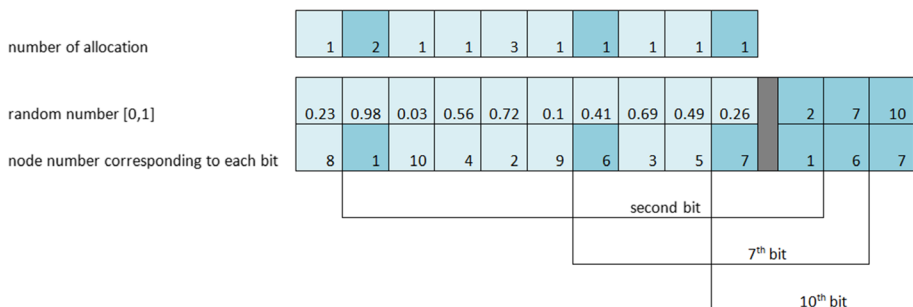 number of allocation 1 2 1 1 3 1 1 1 1 1
random number [0,1] 0.23 0.98 0.03 0.56 0.72 0.1 0.41 0.69 0.49 0.26 2 7 10
node number corresponding to each bit 8 1 10 4 2 9 6 3 5 7 1 6 7
second bit
7th bit
10th bit